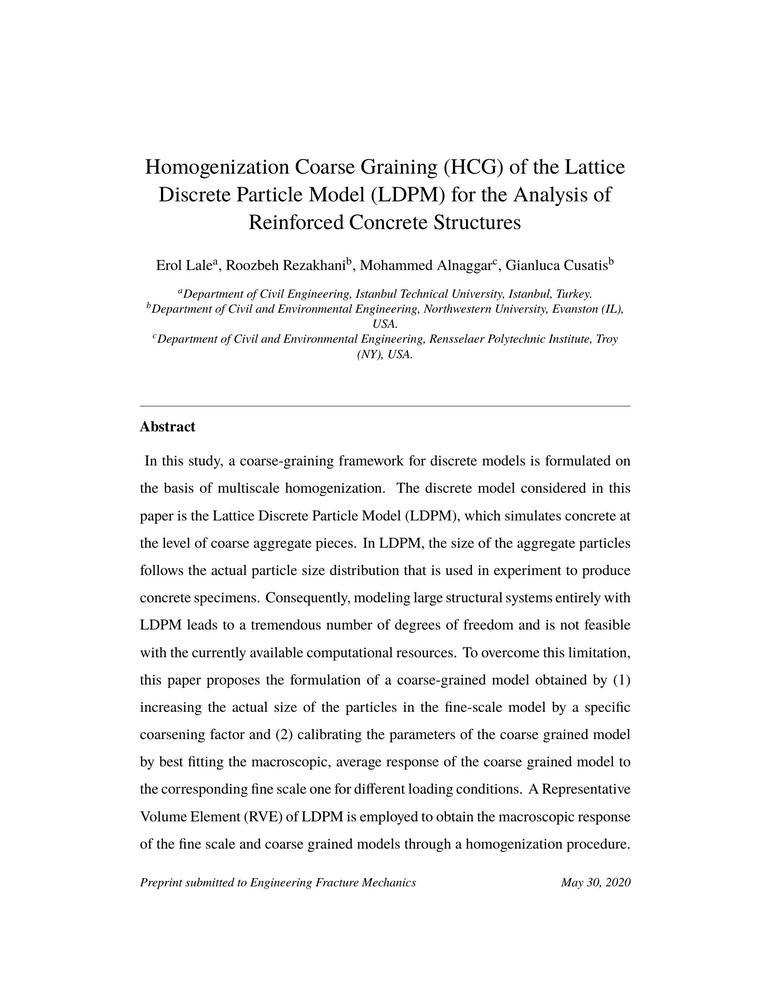 Homogenization Coarse Graining (HCG) of the Lattice
Discrete Particle Model (LDPM) for the Analysis of
Reinforced Concrete Structures
Erol Laleᵃ, Roozbeh Rezakhaniᵇ, Mohammed Alnaggarᶜ, Gianluca Cusatisᵇ
ᵃDepartment of Civil Engineering, Istanbul Technical University, Istanbul, Turkey.
ᵇDepartment of Civil and Environmental Engineering, Northwestern University, Evanston (IL),
USA.
ᶜDepartment of Civil and Environmental Engineering, Rensselaer Polytechnic Institute, Troy
(NY), USA.
Abstract
In this study, a coarse-graining framework for discrete models is formulated on
the basis of multiscale homogenization. The discrete model considered in this
paper is the Lattice Discrete Particle Model (LDPM), which simulates concrete at
the level of coarse aggregate pieces. In LDPM, the size of the aggregate particles
follows the actual particle size distribution that is used in experiment to produce
concrete specimens. Consequently, modeling large structural systems entirely with
LDPM leads to a tremendous number of degrees of freedom and is not feasible
with the currently available computational resources. To overcome this limitation,
this paper proposes the formulation of a coarse-grained model obtained by (1)
increasing the actual size of the particles in the fine-scale model by a specific
coarsening factor and (2) calibrating the parameters of the coarse grained model
by best fitting the macroscopic, average response of the coarse grained model to
the corresponding fine scale one for different loading conditions. A Representative
Volume Element (RVE) of LDPM is employed to obtain the macroscopic response
of the fine scale and coarse grained models through a homogenization procedure.
Preprint submitted to Engineering Fracture Mechanics May 30, 2020